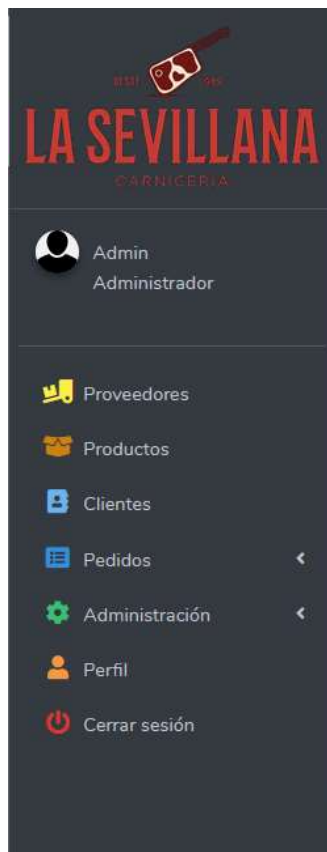 LA SEVILLANA
CARNICERIA
Admin
Administrador
Proveedores
Productos
Clientes
Pedidos
Administración
Perfil
Cerrar sesión